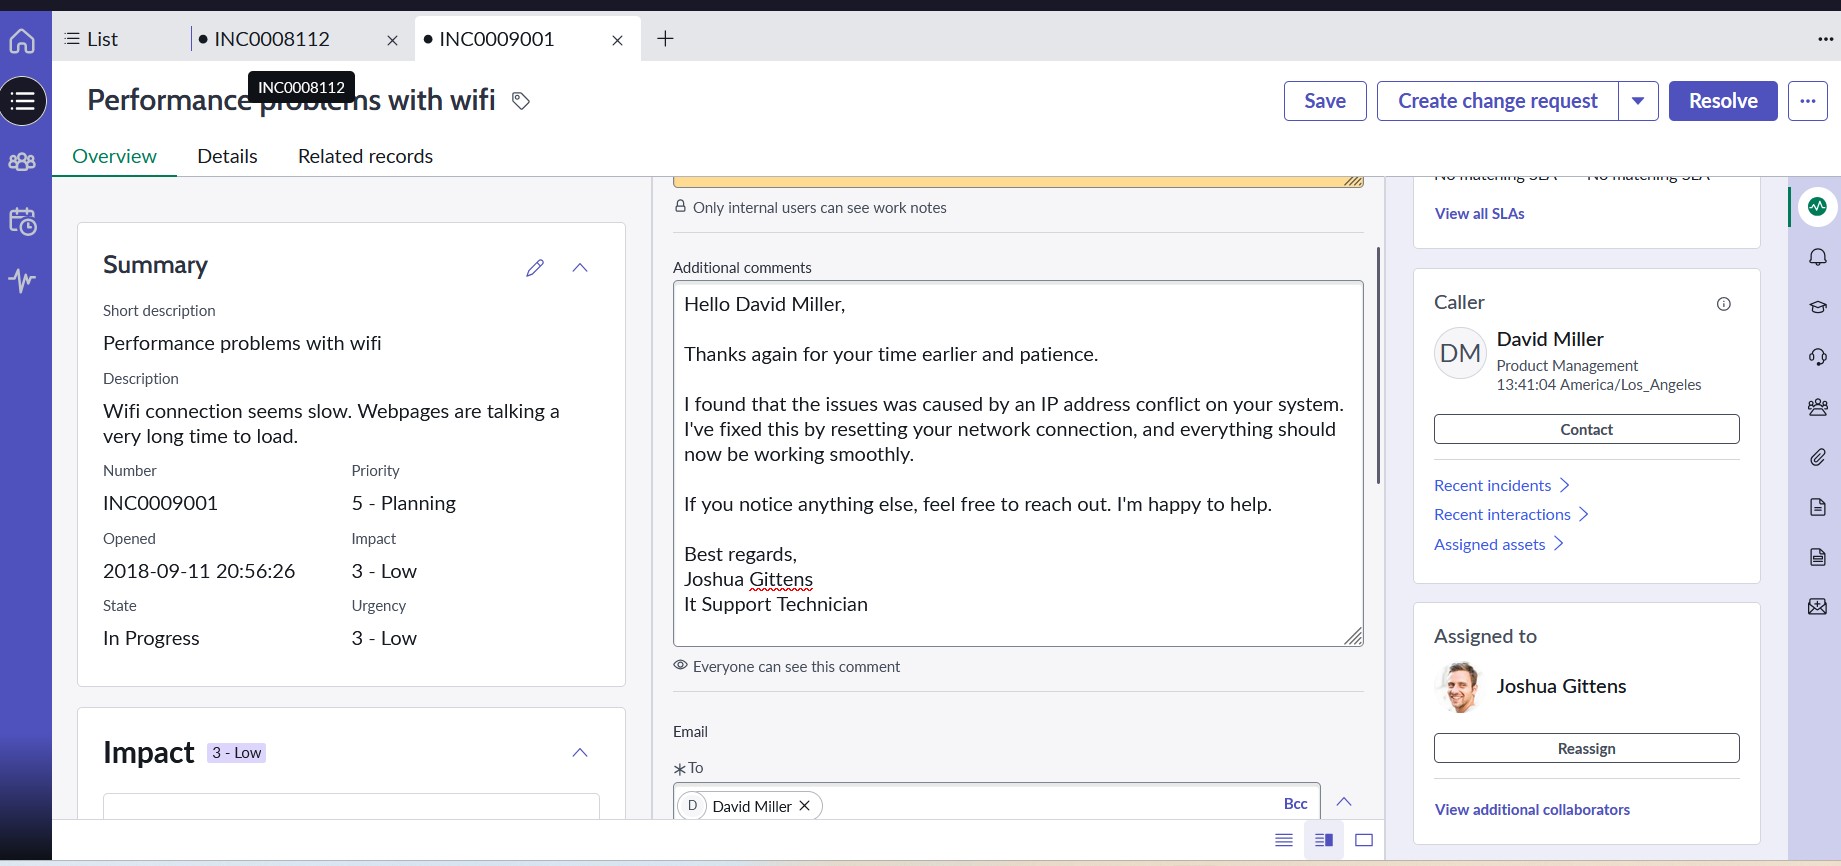 List
INC0008112
INC0009001
INC0008112
Performance problems with wifi
Save
Create change request
Resolve
Overview
Details
Related records
Summary
Short description
Performance problems with wifi
Description
Wifi connection seems slow. Webpages are talking a
very long time to load.
Number
Priority
INC0009001
5 - Planning
Opened
Impact
2018-09-11 20:56:26
3 - Low
State
Urgency
In Progress
3 - Low
Impact
3 - Low
Only internal users can see work notes
Additional comments
Hello David Miller,
Thanks again for your time earlier and patience.
I found that the issues was caused by an IP address conflict on your system.
I've fixed this by resetting your network connection, and everything should
now be working smoothly.
If you notice anything else, feel free to reach out. I'm happy to help.
Best regards,
Joshua Gittens
It Support Technician
Everyone can see this comment
Email
To
D
David Miller
Bcc
No matching SLA
No matching SLA
View all SLAs
Caller
DM
David Miller
Product Management
13:41:04 America/Los_Angeles
Contact
Recent incidents
Recent interactions
Assigned assets
Assigned to
Joshua Gittens
Reassign
View additional collaborators